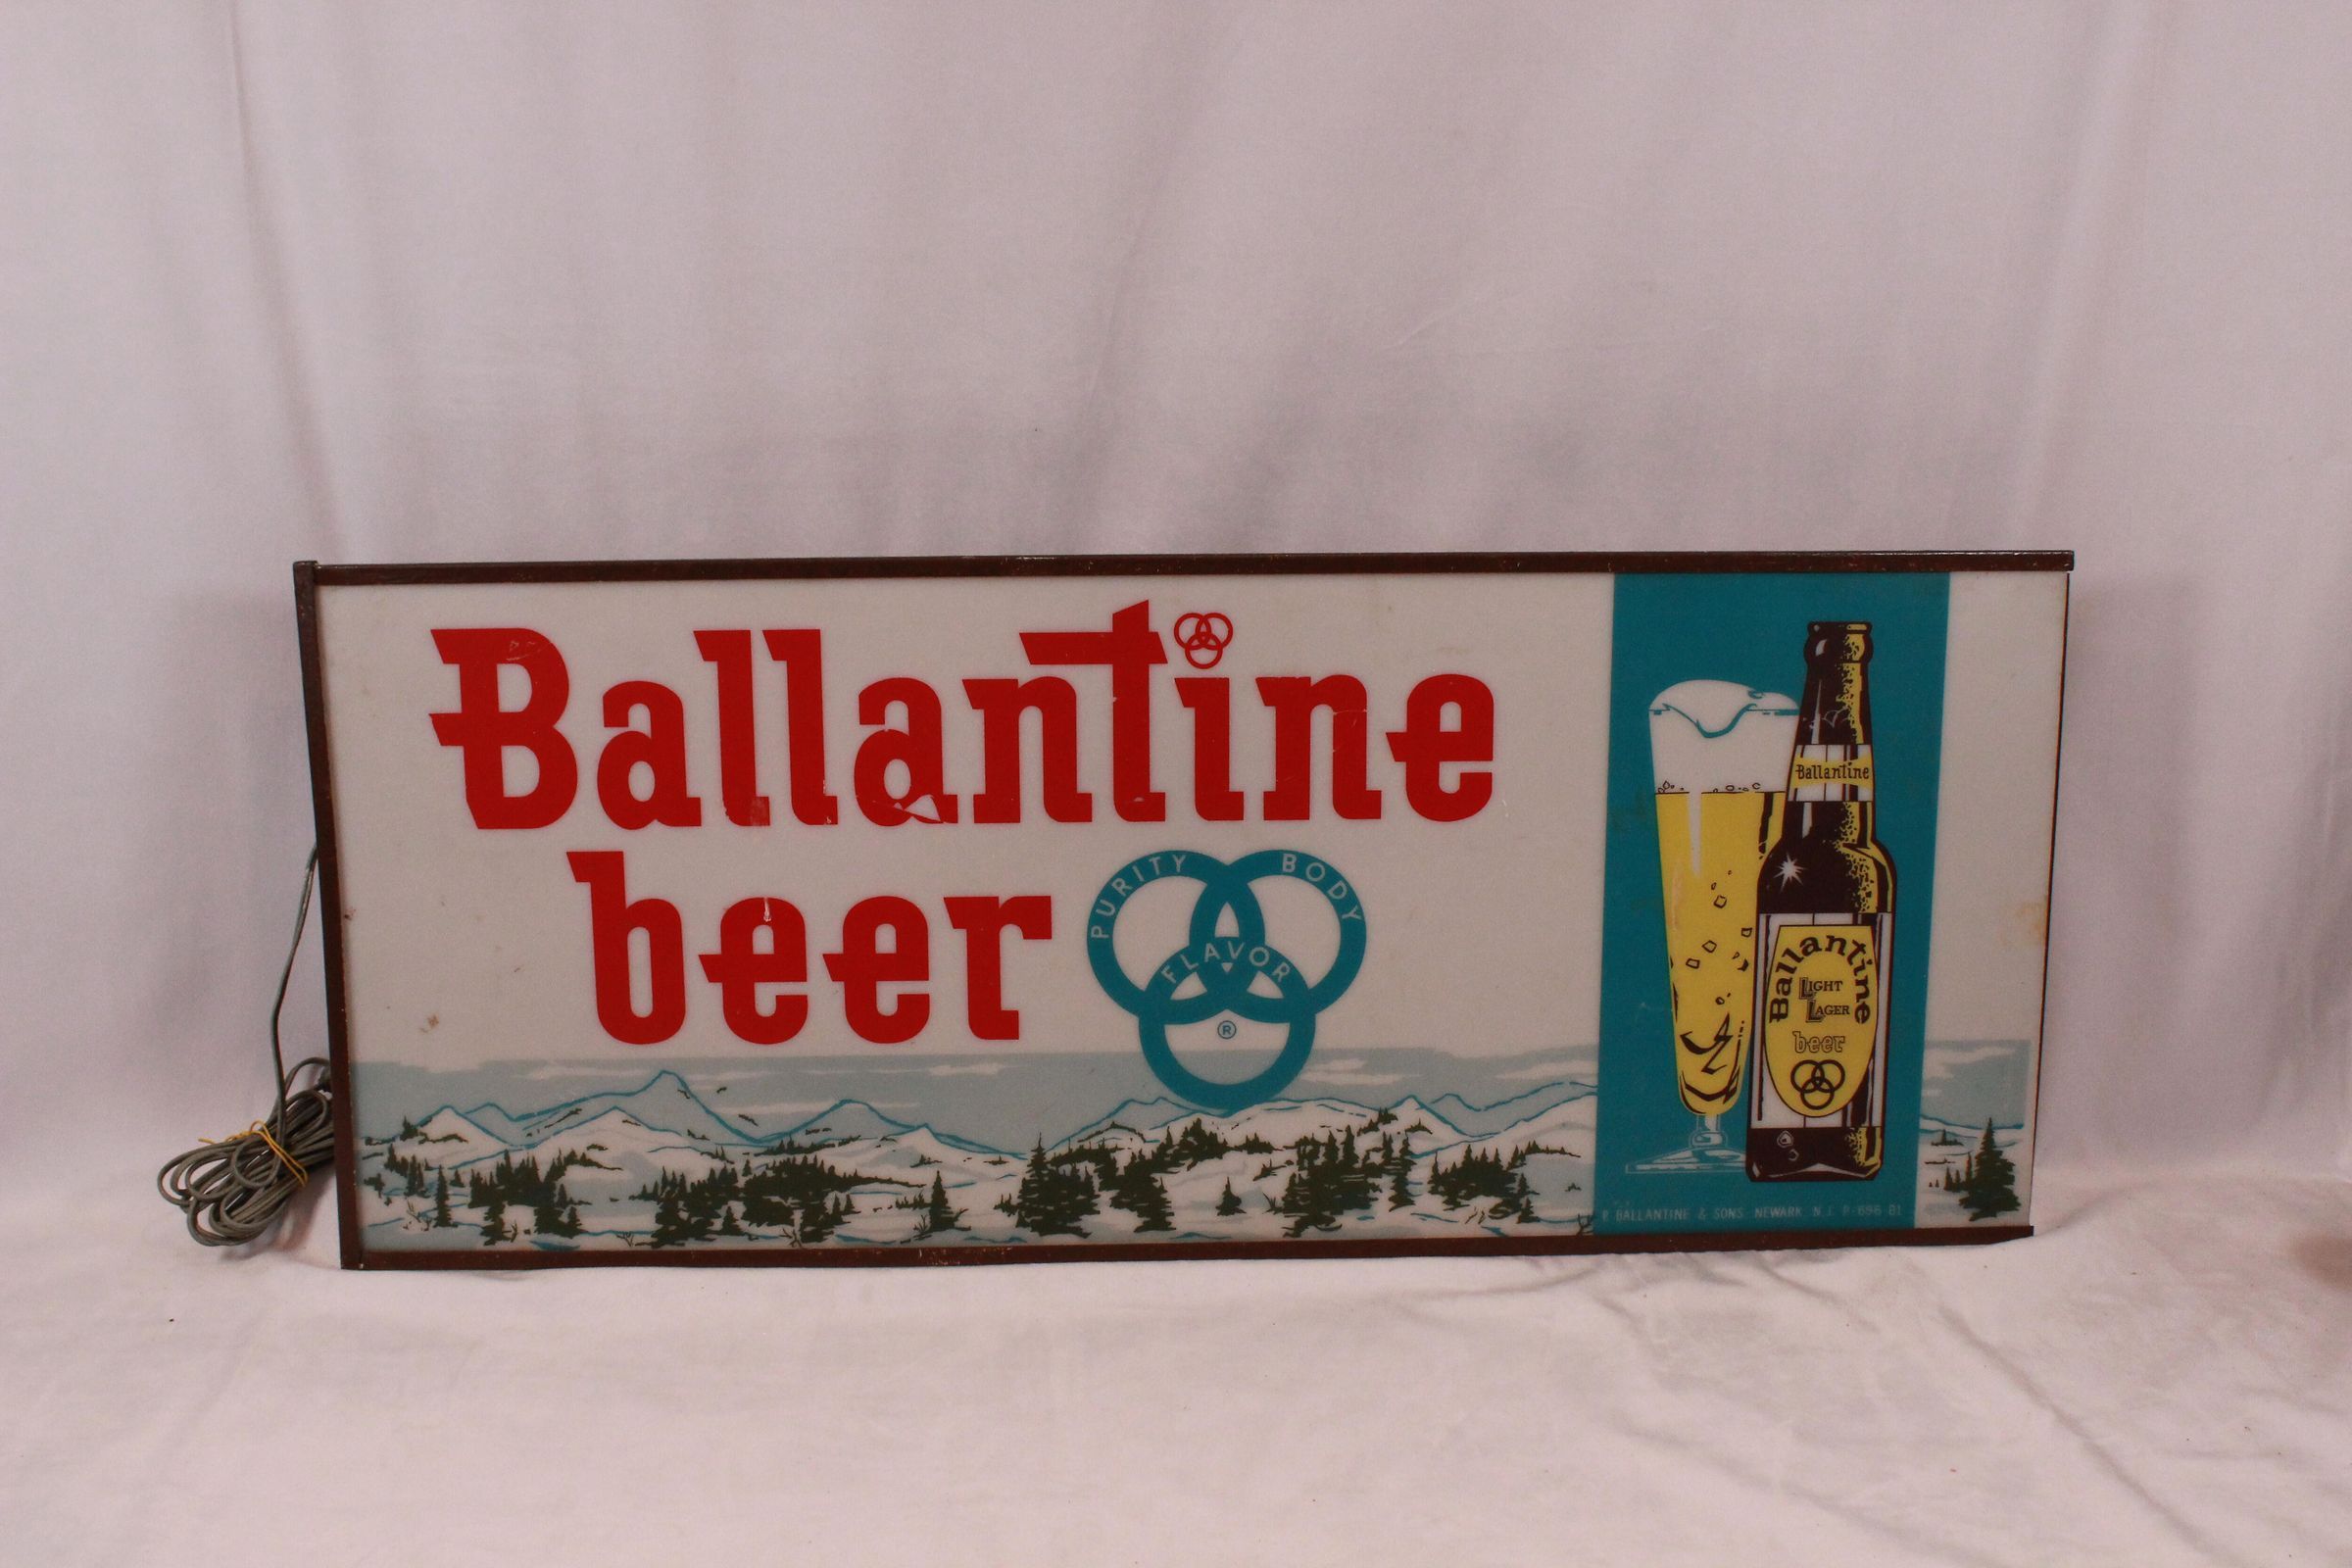 Ballantine
beer
PURITY
BODY
FLAVOR
®
Ballantine
Ballantine
LIGHT
LAGER
beer
P. BALLANTINE & SONS. NEWARK, N.J.